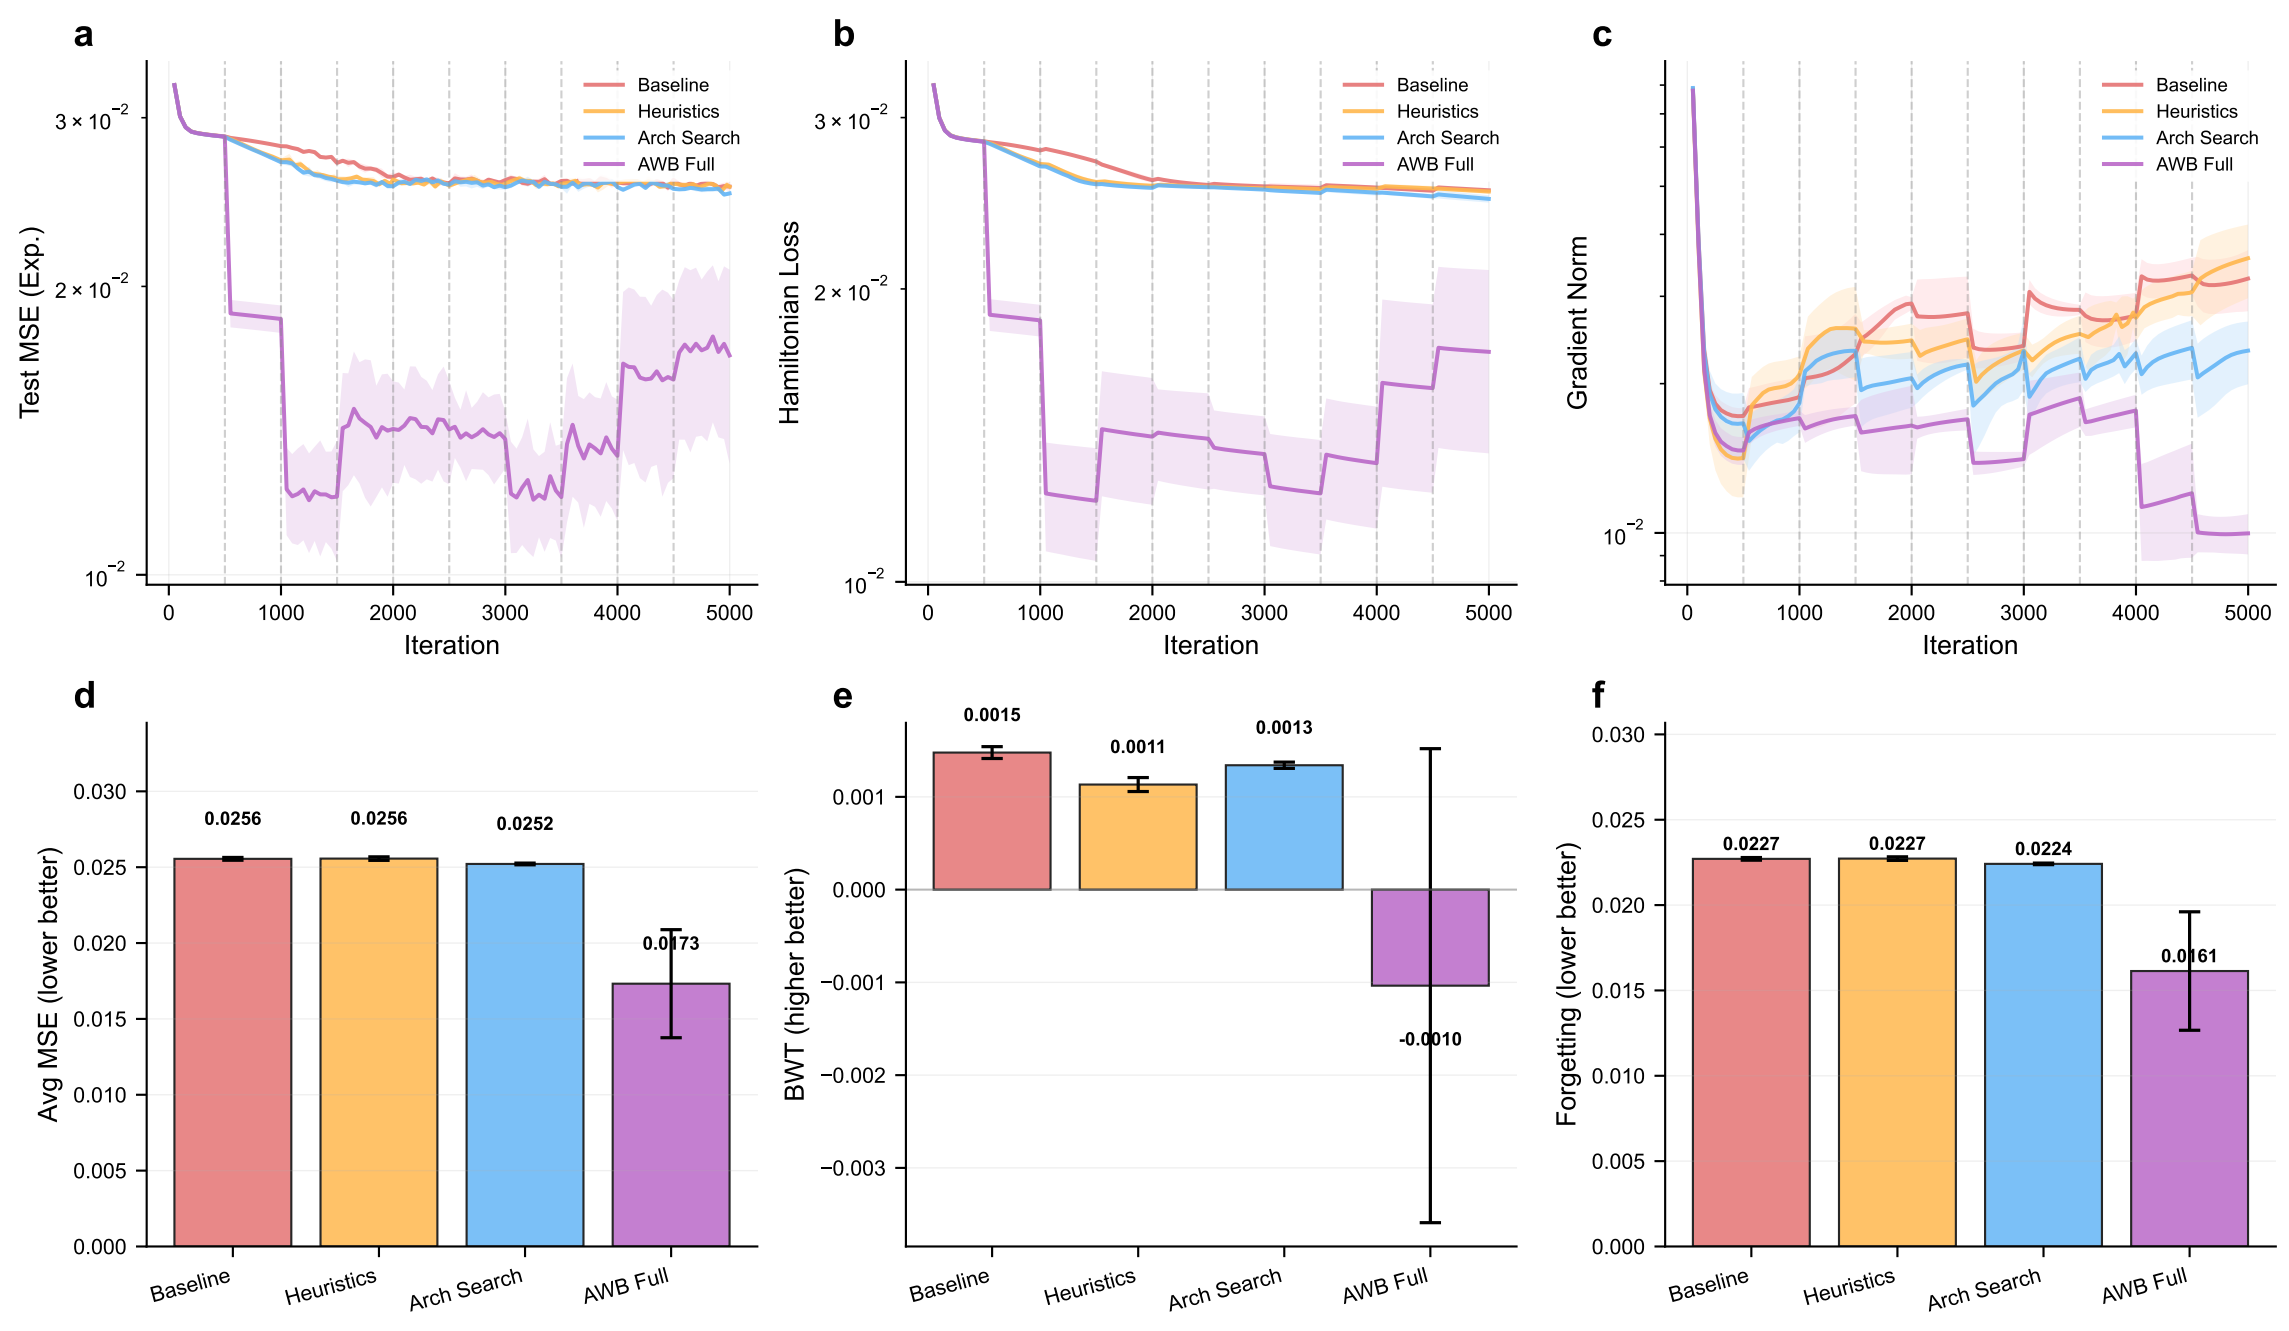 a
3 × 10−2
2 × 10−2
10−2
Test MSE (Exp.)
Baseline
Heuristics
Arch Search
AWB Full
0 1000 2000 3000 4000 5000
Iteration
b
3 × 10−2
2 × 10−2
10−2
Hamiltonian Loss
Baseline
Heuristics
Arch Search
AWB Full
0 1000 2000 3000 4000 5000
Iteration
c
10−2
Gradient Norm
Baseline
Heuristics
Arch Search
AWB Full
0 1000 2000 3000 4000 5000
Iteration
d
0.030
0.025
0.020
0.015
0.010
0.005
0.000
Avg MSE (lower better)
0.0256
0.0256
0.0252
0.0173
Baseline
Heuristics
Arch Search
AWB Full
e
0.001
0.000
−0.001
−0.002
−0.003
BWT (higher better)
0.0015
0.0011
0.0013
-0.0010
Baseline
Heuristics
Arch Search
AWB Full
f
0.030
0.025
0.020
0.015
0.010
0.005
0.000
Forgetting (lower better)
0.0227
0.0227
0.0224
0.0161
Baseline
Heuristics
Arch Search
AWB Full